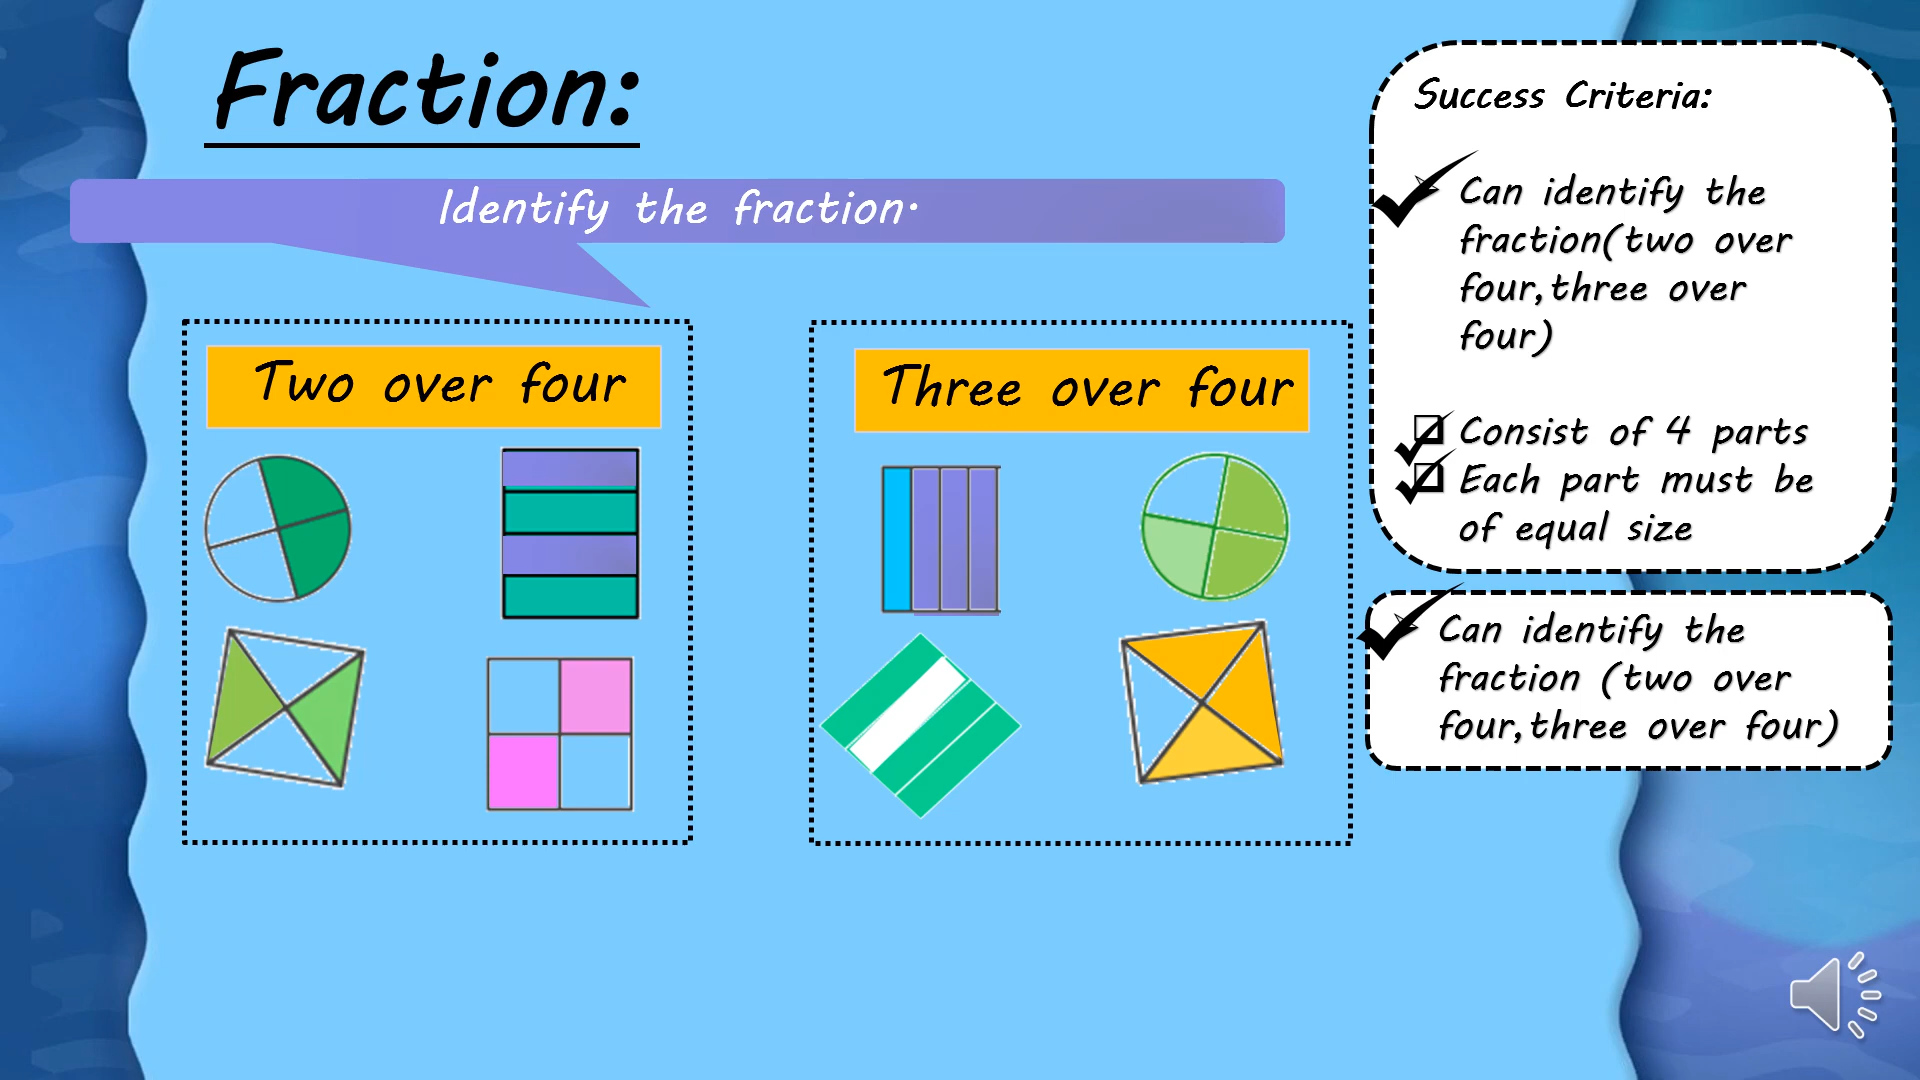 Fraction:
Identify the fraction.
Two over four
Three over four
Success Criteria:
Can identify the
fraction(two over
four,three over
four)
Consist of 4 parts
Each part must be
of equal size
Can identify the
fraction (two over
four,three over four)